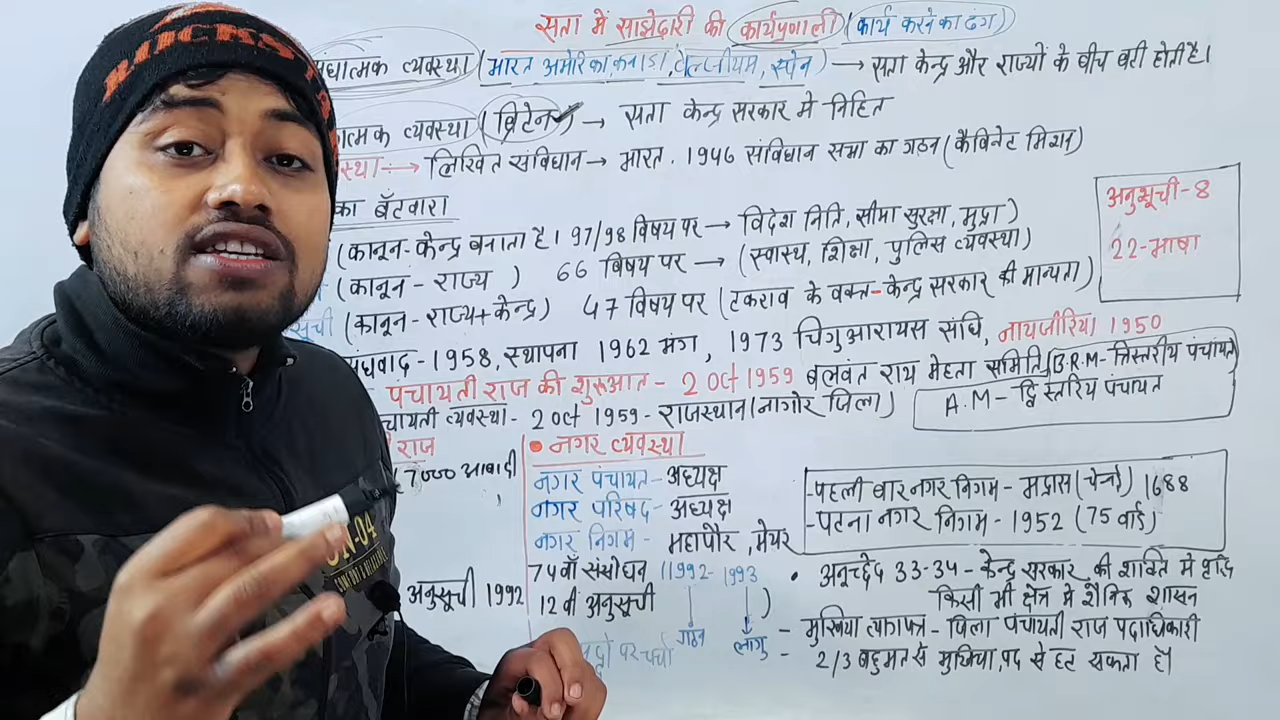 सता में साझेदारी की कार्यप्रणाली (कार्य करने का ढंग)
घात्मक व्यवस्था (भारत अमेरिका, कनाडा, बेल्जीयम, स्पेन) → सता केन्द्र और राज्यों के बीच बटी होती है।
त्मक व्यवस्था (ब्रिटेन) → सता केन्द्र सरकार मे निहित
स्था → लिखित संविधान → भारत. 1946 संविधान सभा का गठन (कैबिनेट मिशन)
का बँटवारा
(कानून-केन्द्र बनाता है। 97/98 विषय पर → विदेश निति, सीमा सुरक्षा, मुद्रा)
(कानून - राज्य) 66 विषय पर → (स्वास्थ, शिक्षा, पुलिस व्यवस्था)
सूची (कानून-राज्य+केन्द्र) 47 विषय पर (टकराव के वक्त-केन्द्र सरकार की मान्यता)
अनुसूची-8
22-भाषा
घवाद-1958, स्थापना 1962 मंग, 1973 चिगुआरायस संधि, नायजीरिया 1950
पंचायती राज की शुरूआत - 2 Oct 1959 बलवंत राय मेहता समिति (B.R.M-त्रिस्तरीय पंचायत)
चायती व्यवस्था - 2 Oct 1959 - राजस्थान (नागोर जिला)
A.M- द्वि स्तरिय पंचायत
राज
7000 आबादी
अनुसूची 1992
• नगर व्यवस्था
नगर पंचायत - अध्यक्ष
नगर परिषद - अध्यक्ष
नगर निगम - महापौर, मेयर
74वाँ संसोधन (1992-1993
12 वी अनुसूची )
गठन लागु
पर चर्चा
- पहली बार नगर निगम - मद्रास (चेन्नई) 1688
- पटना नगर निगम - 1952 (75 वार्ड)
• अनूच्छेद 33-34 - केन्द्र सरकार की शक्ति मे वृद्धि
किसी भी क्षेत्र मे सैनिक शासन
- मुखिया त्यागपत्र - जिला पंचायती राज पदाधिकारी
- 2/3 बहुमत से मुखिया, पद से हट सकता है।
ROCKSTAR
ON-04